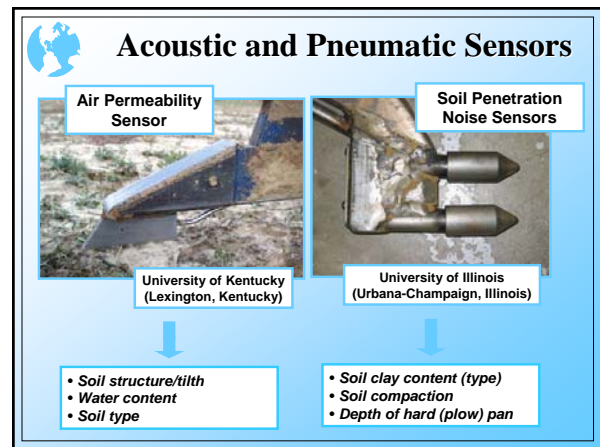 Acoustic and Pneumatic Sensors
Air Permeability
Sensor
University of Kentucky
(Lexington, Kentucky)
• Soil structure/tilth
• Water content
• Soil type
Soil Penetration
Noise Sensors
University of Illinois
(Urbana-Champaign, Illinois)
• Soil clay content (type)
• Soil compaction
• Depth of hard (plow) pan